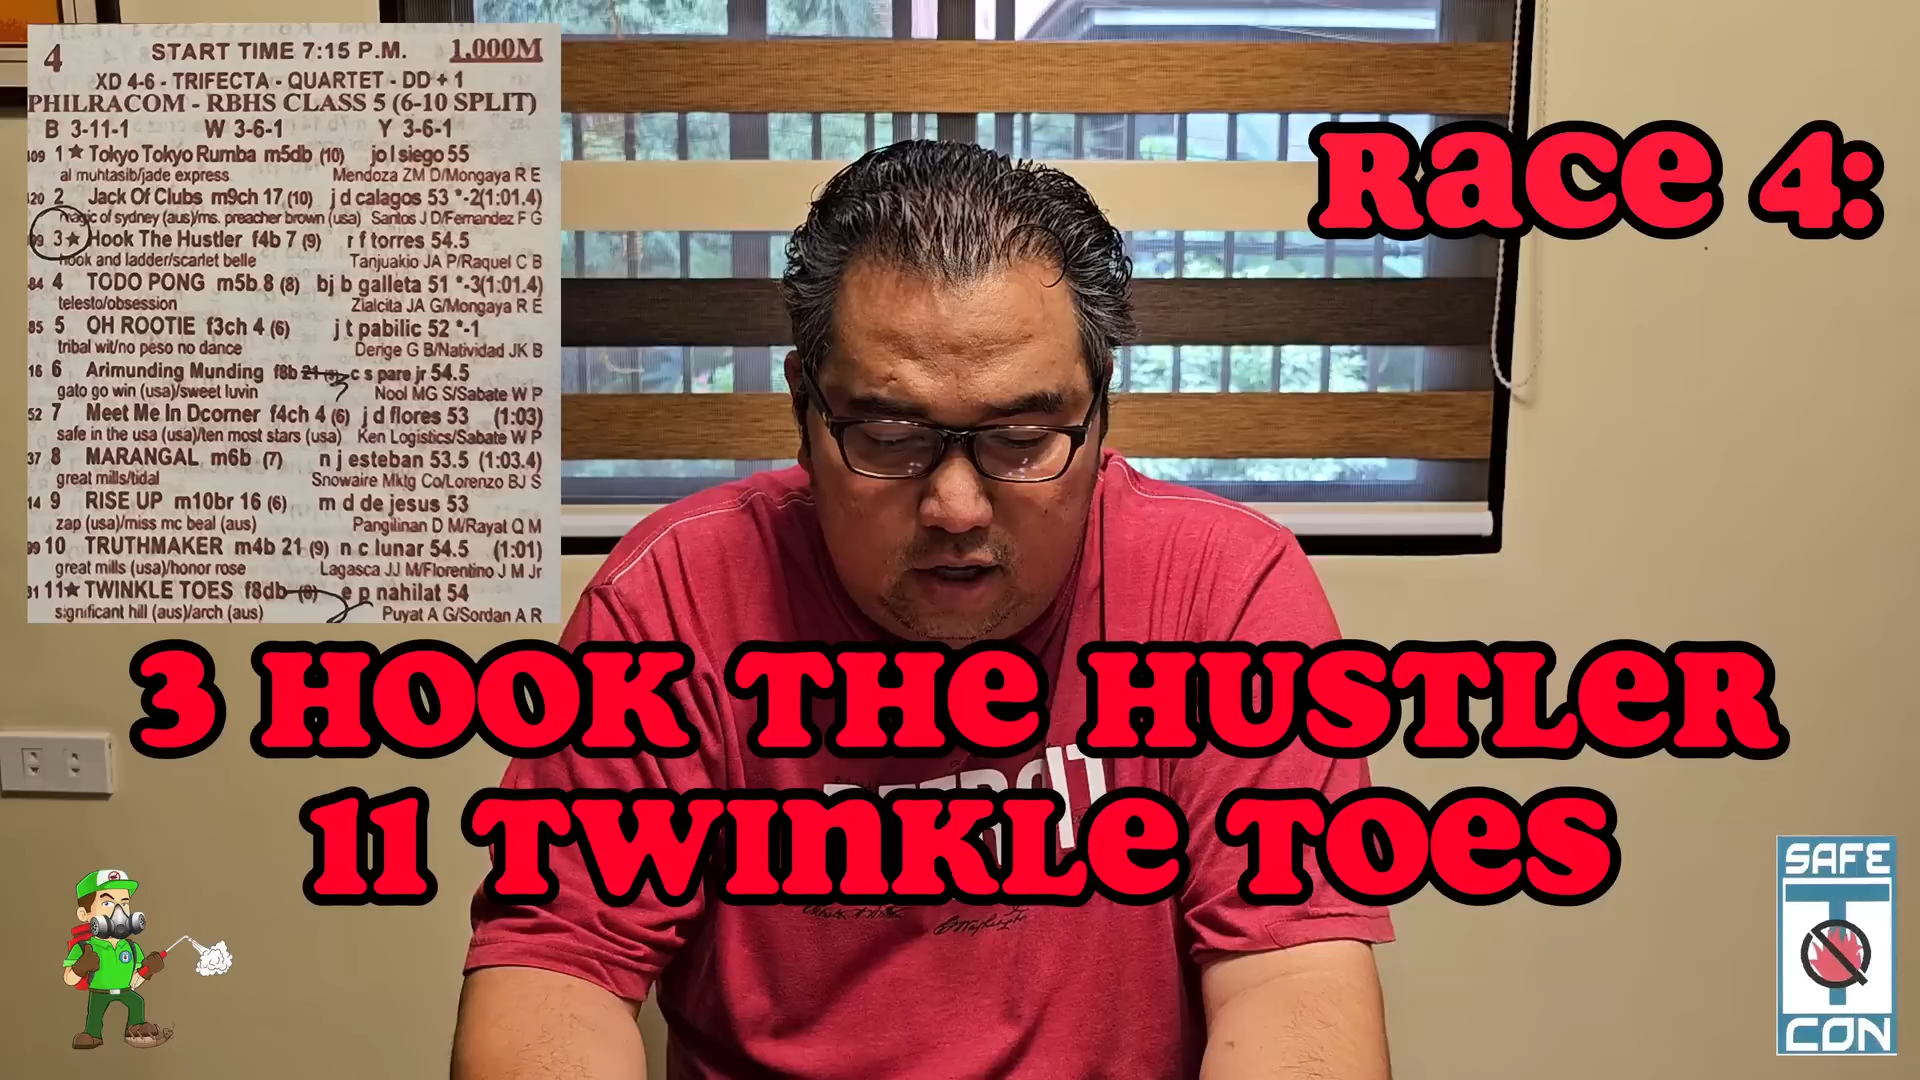 4 START TIME 7:15 P.M. 1,000M
XD 4-6 - TRIFECTA - QUARTET - DD + 1
PHILRACOM - RBHS CLASS 5 (6-10 SPLIT)
B 3-11-1 W 3-6-1 Y 3-6-1
1★ Tokyo Tokyo Rumba m5db (10) jo l siego 55
al muhtasib/jade express Mendoza ZM D/Mongaya R E
2 Jack Of Clubs m9ch 17 (10) j d calagos 53 *-2(1:01.4)
magic of sydney (aus)/ms. preacher brown (usa) Santos J D/Fernandez F G
3★ Hook The Hustler f4b 7 (9) r f torres 54.5
hook and ladder/scarlet belle Tanjuakio JA P/Raquel C B
84 4 TODO PONG m5b 8 (8) bj b galleta 51 *-3(1:01.4)
telesto/obsession Zialcita JA G/Mongaya R E
85 5 OH ROOTIE f3ch 4 (6) j t pabilic 52 *-1
tribal wit/no peso no dance Derige G B/Natividad JK B
16 6 Arimunding Munding f8b 21 c s pare jr 54.5
gato go win (usa)/sweet luvin Nool MG S/Sabate W P
52 7 Meet Me In Dcorner f4ch 4 (6) j d flores 53 (1:03)
safe in the usa (usa)/ten most stars (usa) Ken Logistics/Sabate W P
37 8 MARANGAL m6b (7) n j esteban 53.5 (1:03.4)
great mills/tidal Snowaire Mktg Co/Lorenzo BJ S
14 9 RISE UP m10br 16 (6) m d de jesus 53
zap (usa)/miss mc beal (aus) Pangilinan D M/Rayat Q M
99 10 TRUTHMAKER m4b 21 (9) n c lunar 54.5 (1:01)
great mills (usa)/honor rose Lagasca JJ M/Florentino J M Jr
11★ TWINKLE TOES f8db (8) e p nahilat 54
significant hill (aus)/arch (aus) Puyat A G/Sordan A R
Race 4:
3 HOOK THE HUSTLER
11 TWINKLE TOES
SAFE
T
CON